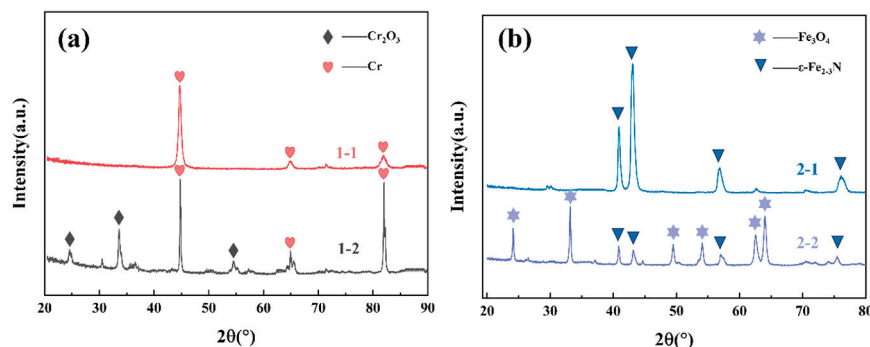 (a)
——Cr₂O₃
——Cr
1-1
1-2
Intensity(a.u.)
20 30 40 50 60 70 80 90
2θ(°)
(b)
——Fe₃O₄
——ε-Fe₂₋₃N
2-1
2-2
Intensity(a.u.)
20 30 40 50 60 70 80
2θ(°)